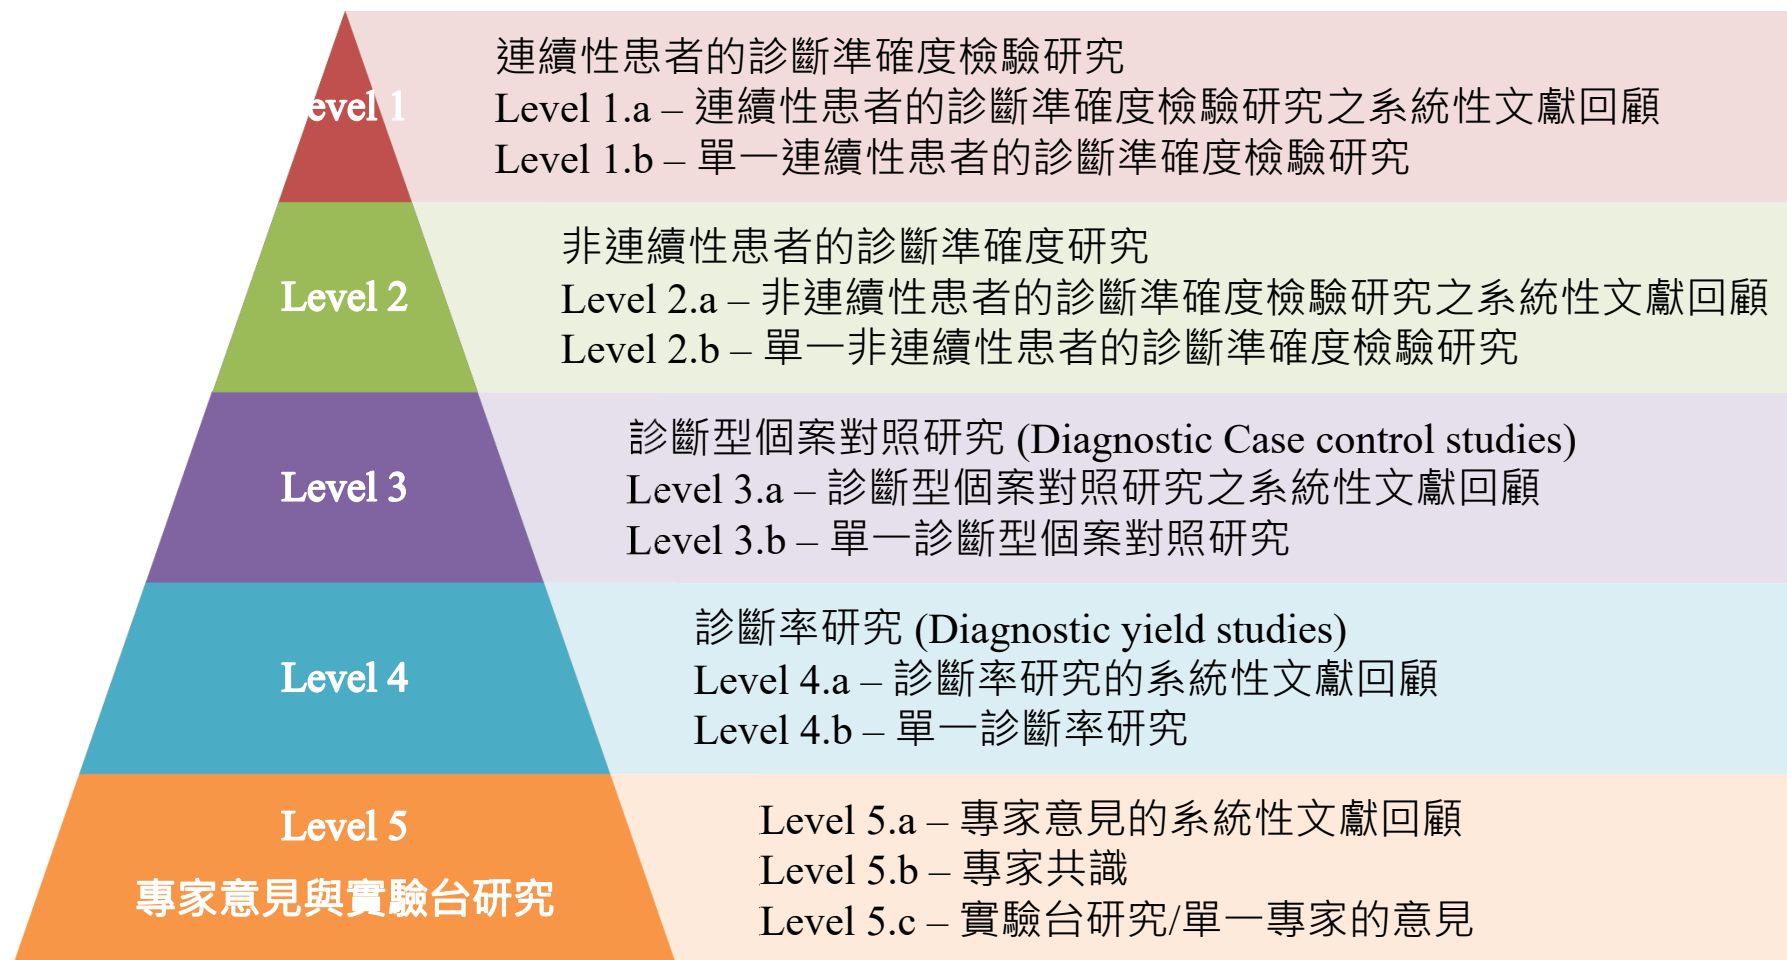 Level 1
連續性患者的診斷準確度檢驗研究
Level 1.a – 連續性患者的診斷準確度檢驗研究之系統性文獻回顧
Level 1.b – 單一連續性患者的診斷準確度檢驗研究
Level 2
非連續性患者的診斷準確度研究
Level 2.a – 非連續性患者的診斷準確度檢驗研究之系統性文獻回顧
Level 2.b – 單一非連續性患者的診斷準確度檢驗研究
Level 3
診斷型個案對照研究 (Diagnostic Case control studies)
Level 3.a – 診斷型個案對照研究之系統性文獻回顧
Level 3.b – 單一診斷型個案對照研究
Level 4
診斷率研究 (Diagnostic yield studies)
Level 4.a – 診斷率研究的系統性文獻回顧
Level 4.b – 單一診斷率研究
Level 5
專家意見與實驗台研究
Level 5.a – 專家意見的系統性文獻回顧
Level 5.b – 專家共識
Level 5.c – 實驗台研究/單一專家的意見